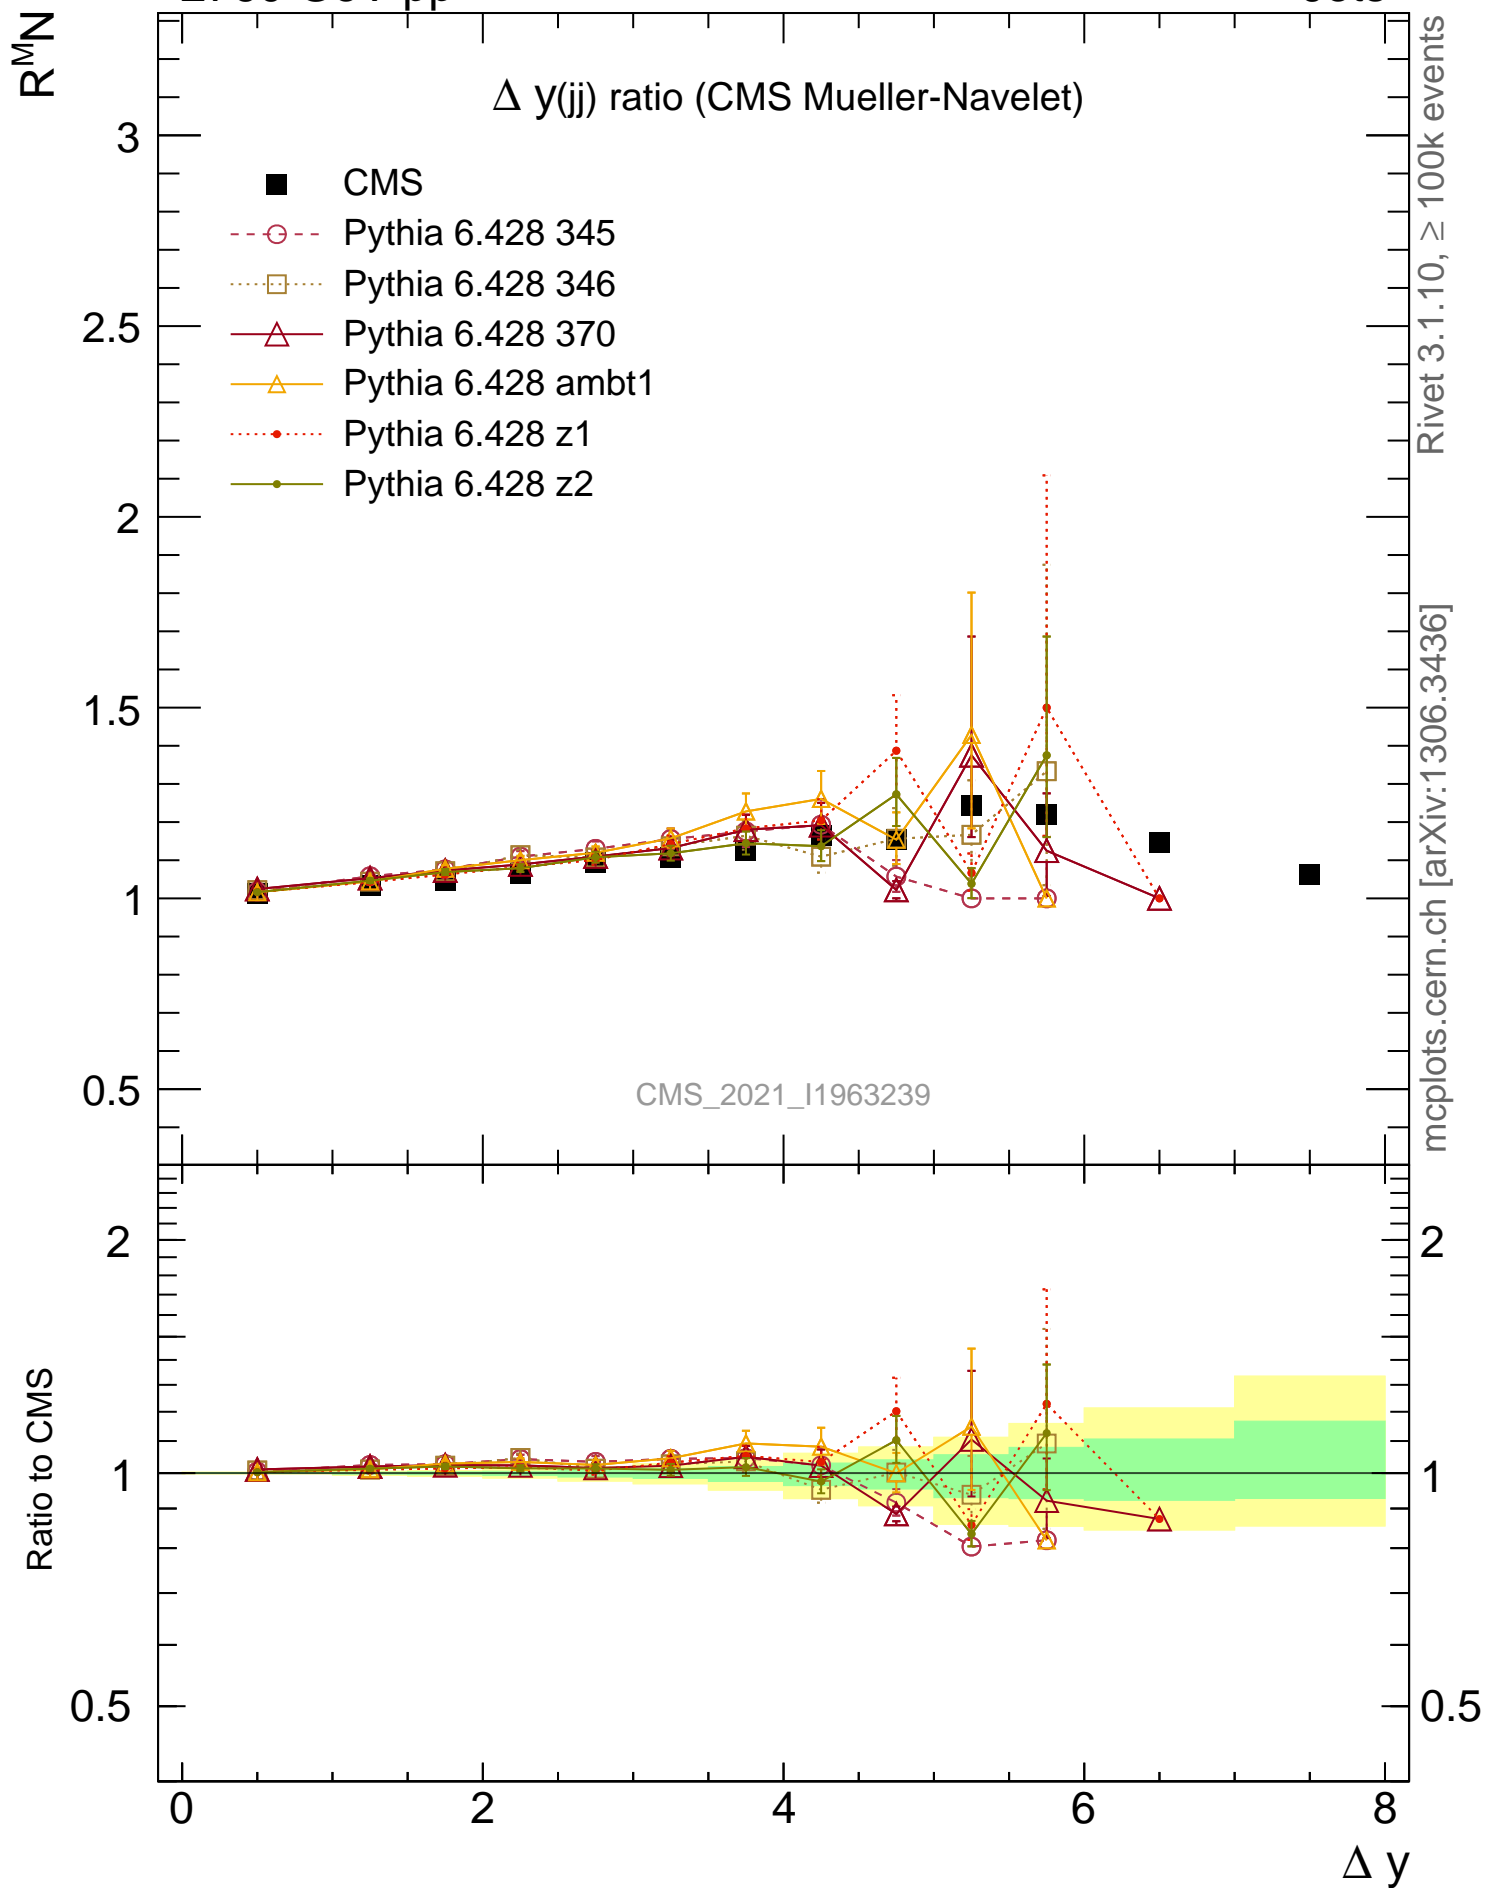 R^MN
Δ y(jj) ratio (CMS Mueller-Navelet)
CMS
Pythia 6.428 345
Pythia 6.428 346
Pythia 6.428 370
Pythia 6.428 ambt1
Pythia 6.428 z1
Pythia 6.428 z2
3
2.5
2
1.5
1
0.5
CMS_2021_I1963239
Rivet 3.1.10, ≥ 100k events
mcplots.cern.ch [arXiv:1306.3436]
Ratio to CMS
2
1
0.5
2
1
0.5
0 2 4 6 8
Δ y